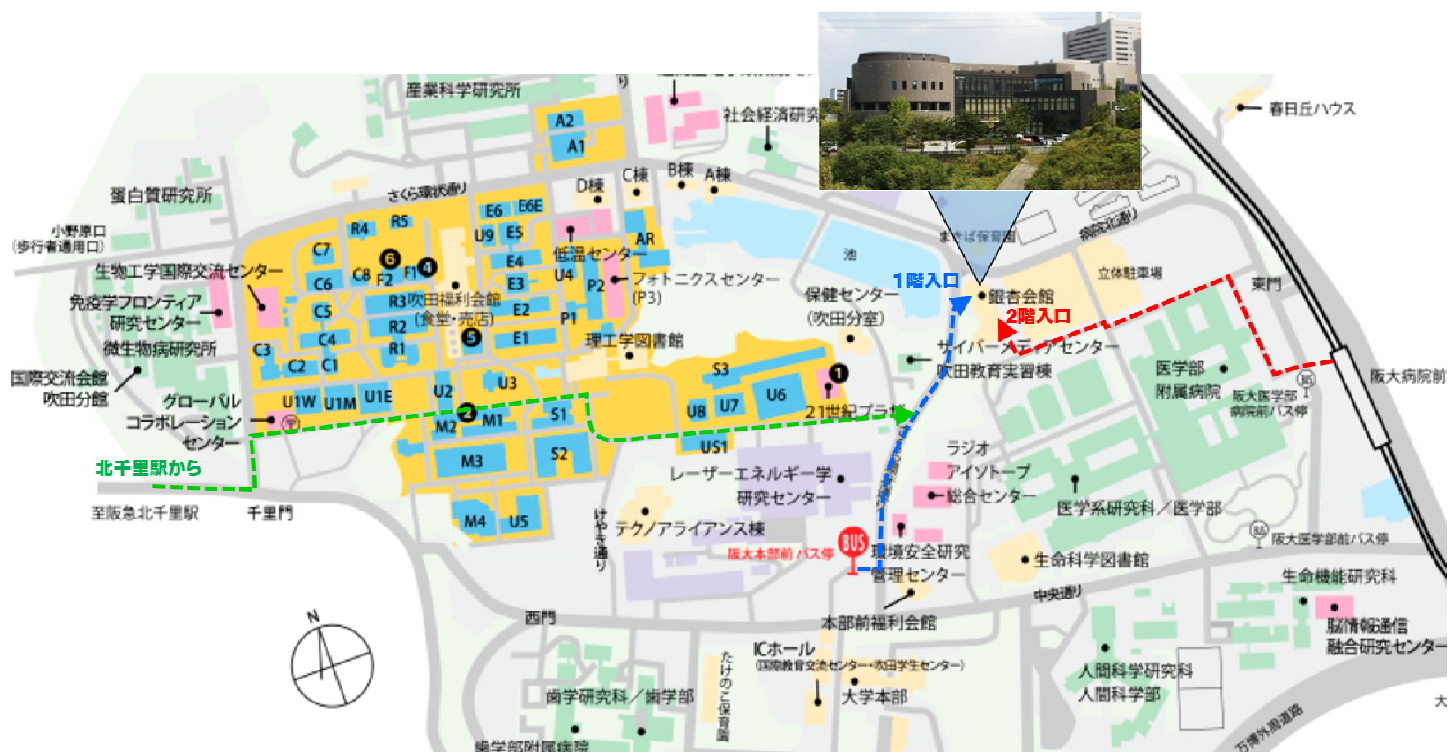 産業科学研究所
社会経済研究
春日丘ハウス
蛋白質研究所
さくら環状通り
小野原口
(歩行者通用口)
生物工学国際交流センター
免疫学フロンティア
研究センター
微生物病研究所
国際交流会館
吹田分館
グローバル
コラボレーション
センター
北千里駅から
至阪急北千里駅
千里門
A2
A1
D棟
C棟
B棟
A棟
E6
E6E
U9
E5
E4
E3
E2
E1
低温センター
U4
P2
P1
AR
フォトニクスセンター
(P3)
理工学図書館
R4
R5
C7
C6
C8
F2
F1
6
4
吹田福利会館
(食堂・売店)
5
C5
C4
C3
C2
C1
R3
R2
R1
U1W
U1M
U1E
U2
U3
2
M2
M1
S1
M3
S2
M4
U5
S3
U8
U7
U6
US1
1
21世紀プラザ
池
保健センター
(吹田分室)
まきば保育園
病院北通り
立体駐車場
東門
1階入口
銀杏会館
2階入口
サイバーメディアセンター
吹田教育実習棟
医学部
附属病院
阪大医学部
病院前バス停
阪大病院前
レーザーエネルギー学
研究センター
ラジオ
アイソトープ
総合センター
医学系研究科/医学部
テクノアライアンス棟
けやき通り
BUS
阪大本部前 バス停
環境安全研究
管理センター
生命科学図書館
阪大医学部前バス停
生命機能研究科
脳情報通信
融合研究センター
中央通り
本部前福利会館
西門
N
ICホール
(国際教育交流センター・吹田学生センター)
大学本部
たけのこ保育園
歯学研究科/歯学部
歯学部附属病院
人間科学研究科
人間科学部
万博外周道路